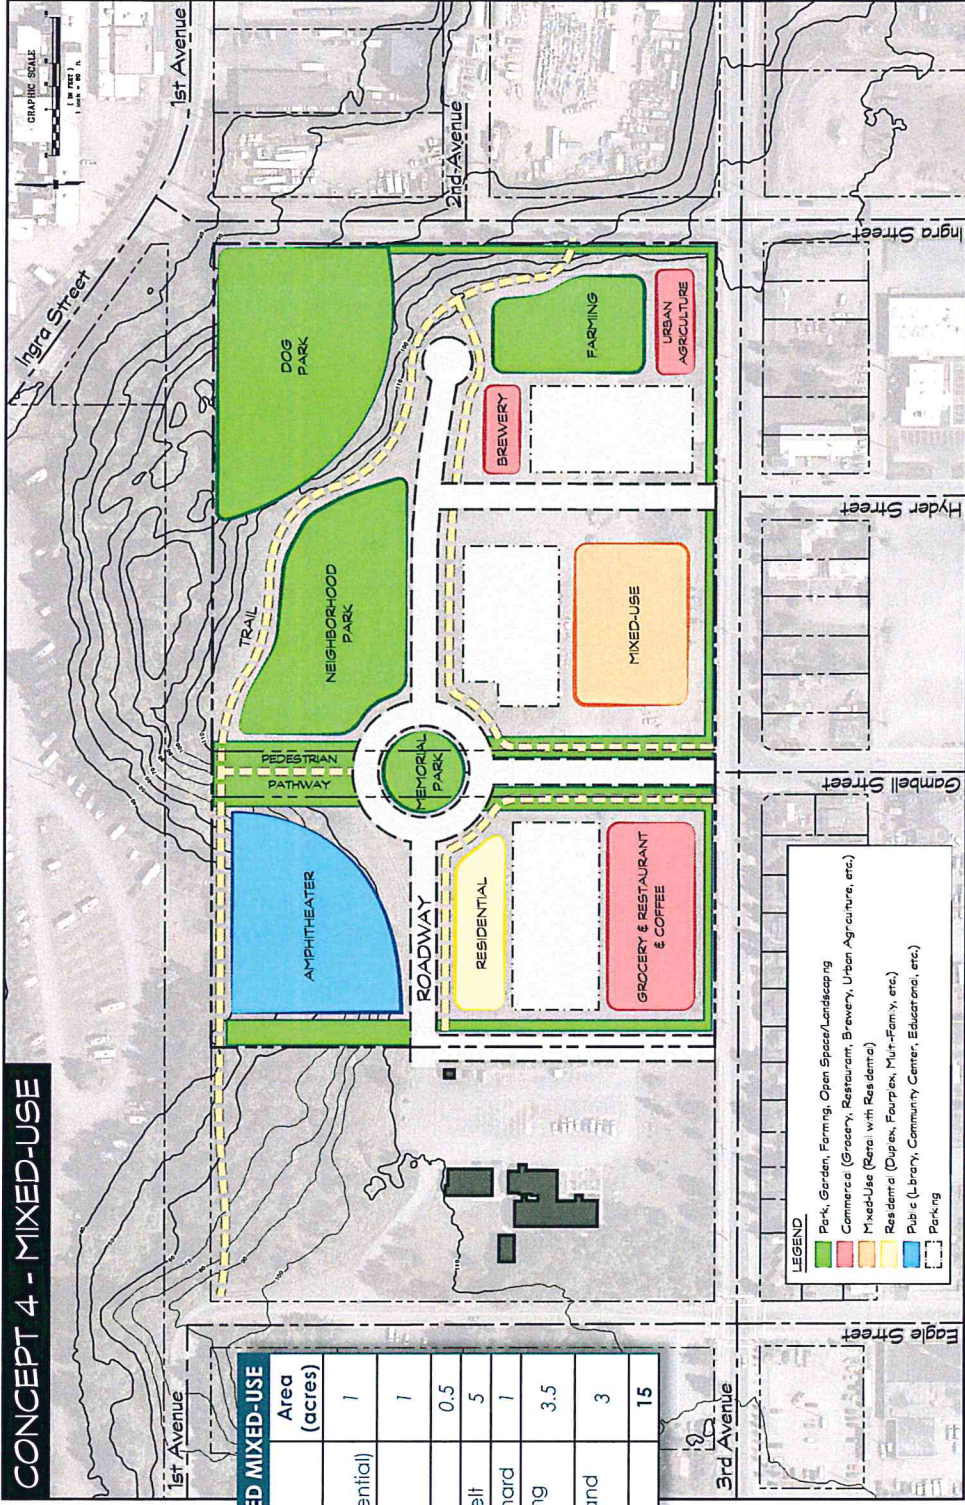 CONCEPT 4 - MIXED-USE
GRAPHIC SCALE
( IN FEET )
1st Avenue
Ingra Street
1st Avenue
2nd Avenue
3rd Avenue
Ingra Street
Hyder Street
Gambell Street
Eagle Street
DOG
PARK
TRAIL
NEIGHBORHOOD
PARK
PEDESTRIAN
PATHWAY
MEMORIAL
PARK
AMPHITHEATER
ROADWAY
RESIDENTIAL
GROCERY & RESTAURANT
& COFFEE
MIXED-USE
BREWERY
FARMING
URBAN
AGRICULTURE
ED MIXED-USE
Area
(acres)
1
ential)
1
0.5
elt
5
hard
1
ng
3.5
and
3
15
LEGEND
Park, Garden, Farming, Open Space/Landscaping
Commercial (Grocery, Restaurant, Brewery, Urban Agriculture, etc.)
Mixed-Use (Retail with Residential)
Residential (Duplex, Fourplex, Multi-Family, etc.)
Public (Library, Community Center, Educational, etc.)
Parking